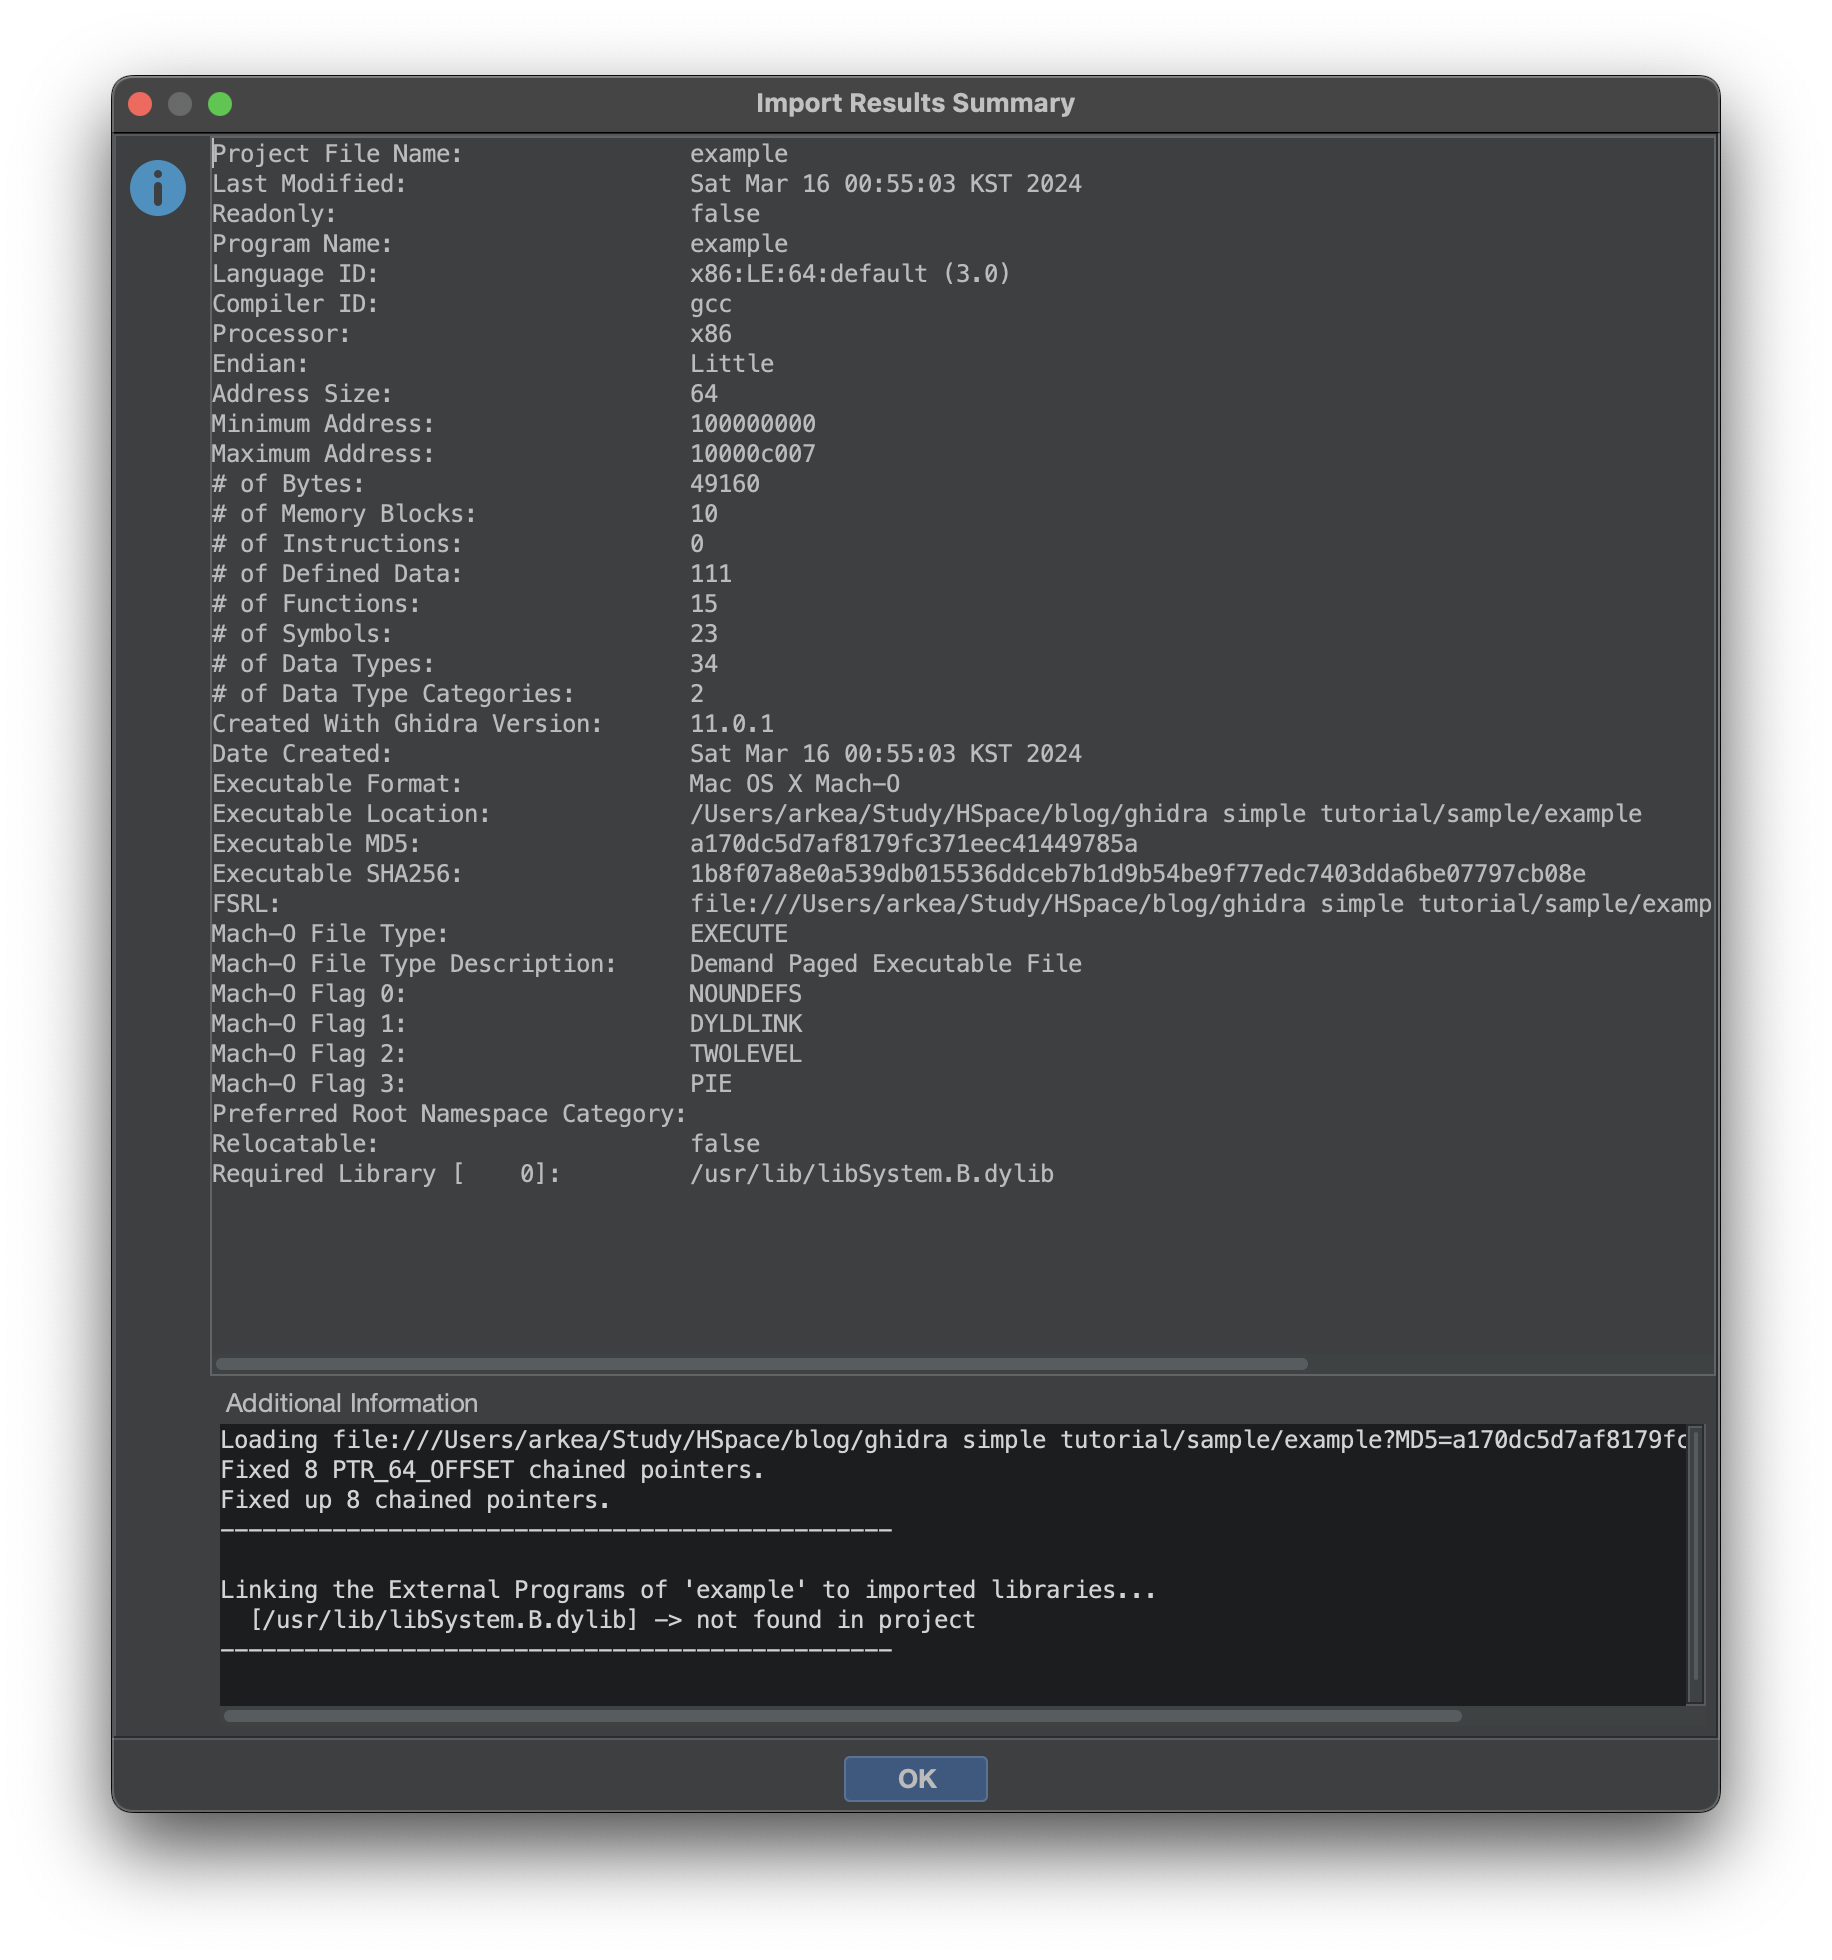 Import Results Summary
Project File Name: example
Last Modified: Sat Mar 16 00:55:03 KST 2024
Readonly: false
Program Name: example
Language ID: x86:LE:64:default (3.0)
Compiler ID: gcc
Processor: x86
Endian: Little
Address Size: 64
Minimum Address: 100000000
Maximum Address: 10000c007
# of Bytes: 49160
# of Memory Blocks: 10
# of Instructions: 0
# of Defined Data: 111
# of Functions: 15
# of Symbols: 23
# of Data Types: 34
# of Data Type Categories: 2
Created With Ghidra Version: 11.0.1
Date Created: Sat Mar 16 00:55:03 KST 2024
Executable Format: Mac OS X Mach-O
Executable Location: /Users/arkea/Study/HSpace/blog/ghidra simple tutorial/sample/example
Executable MD5: a170dc5d7af8179fc371eec41449785a
Executable SHA256: 1b8f07a8e0a539db015536ddceb7b1d9b54be9f77edc7403dda6be07797cb08e
FSRL: file:///Users/arkea/Study/HSpace/blog/ghidra simple tutorial/sample/examp
Mach-O File Type: EXECUTE
Mach-O File Type Description: Demand Paged Executable File
Mach-O Flag 0: NOUNDEFS
Mach-O Flag 1: DYLDLINK
Mach-O Flag 2: TWOLEVEL
Mach-O Flag 3: PIE
Preferred Root Namespace Category:
Relocatable: false
Required Library [    0]: /usr/lib/libSystem.B.dylib
Additional Information
Loading file:///Users/arkea/Study/HSpace/blog/ghidra simple tutorial/sample/example?MD5=a170dc5d7af8179fc
Fixed 8 PTR_64_OFFSET chained pointers.
Fixed up 8 chained pointers.
------------------------------------------------
Linking the External Programs of 'example' to imported libraries...
[/usr/lib/libSystem.B.dylib] -> not found in project
------------------------------------------------
OK